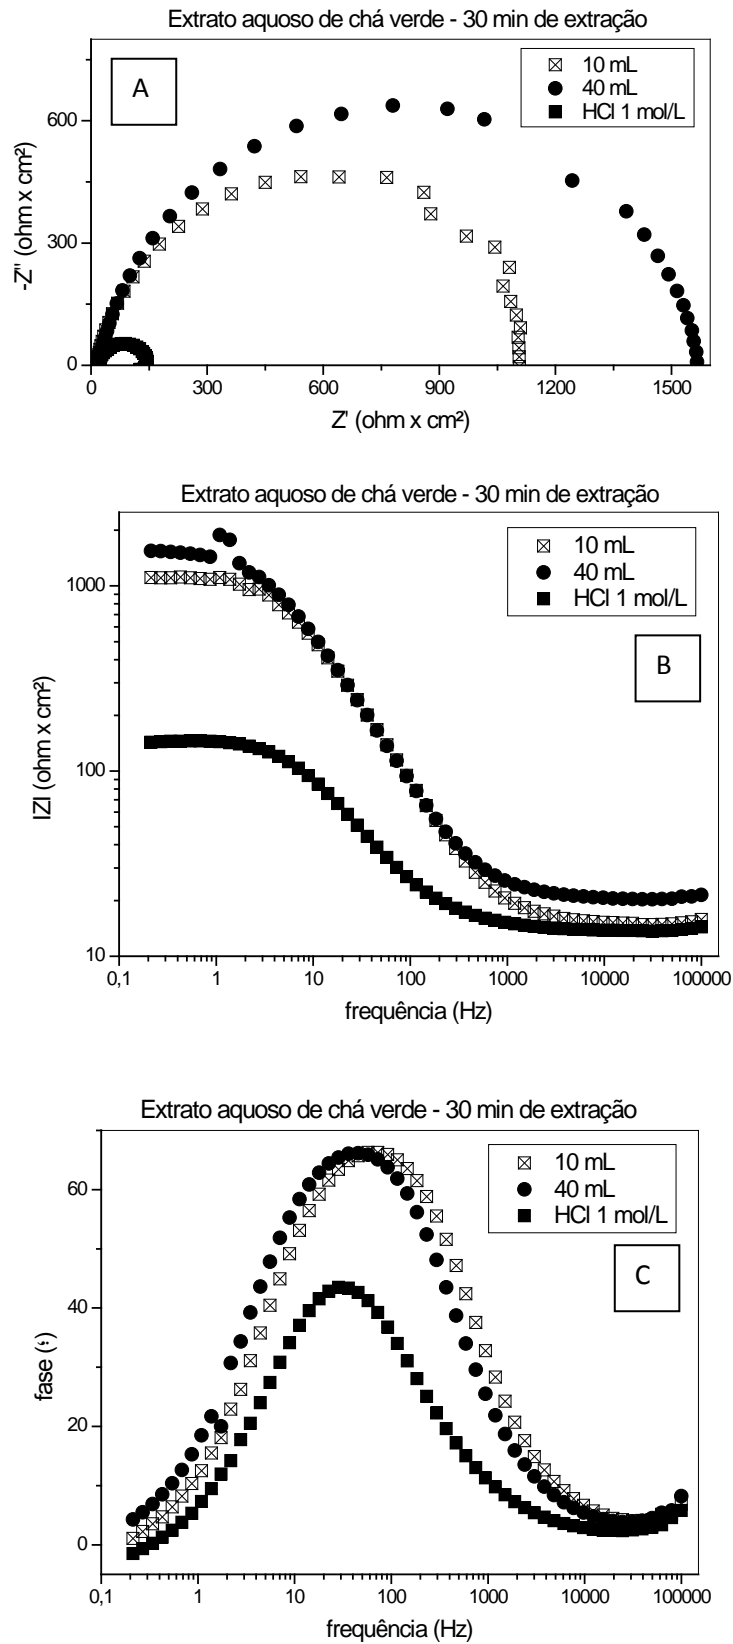 Extrato aquoso de chá verde - 30 min de extração
A
10 mL
40 mL
HCl 1 mol/L
600
300
0
-Z'' (ohm x cm²)
0 300 600 900 1200 1500
Z' (ohm x cm²)
Extrato aquoso de chá verde - 30 min de extração
10 mL
40 mL
HCl 1 mol/L
B
1000
100
10
IZI (ohm x cm²)
0,1 1 10 100 1000 10000 100000
frequência (Hz)
Extrato aquoso de chá verde - 30 min de extração
10 mL
40 mL
HCl 1 mol/L
C
60
40
20
0
fase (º)
0,1 1 10 100 1000 10000 100000
frequência (Hz)